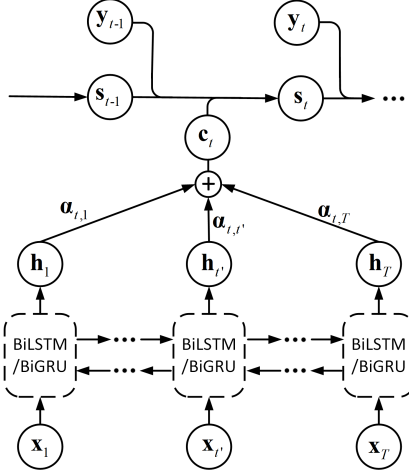 y_{t-1} y_t
s_{t-1} s_t ...
c_t
+
α_{t,1} α_{t,t'} α_{t,T}
h_1 h_{t'} h_T
BiLSTM ... BiLSTM ... BiLSTM
/BiGRU ... /BiGRU ... /BiGRU
x_1 x_{t'} x_T